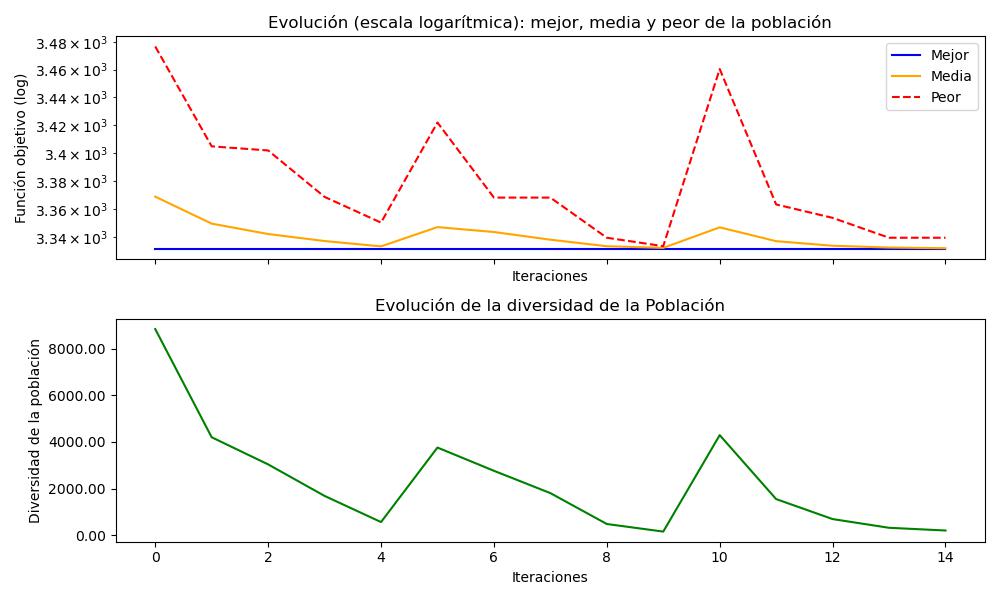 Evolución (escala logarítmica): mejor, media y peor de la población
Función objetivo (log)
3.48 × 10³
3.46 × 10³
3.44 × 10³
3.42 × 10³
3.4 × 10³
3.38 × 10³
3.36 × 10³
3.34 × 10³
Mejor
Media
Peor
Iteraciones
Evolución de la diversidad de la Población
Diversidad de la población
8000.00
6000.00
4000.00
2000.00
0.00
0 2 4 6 8 10 12 14
Iteraciones